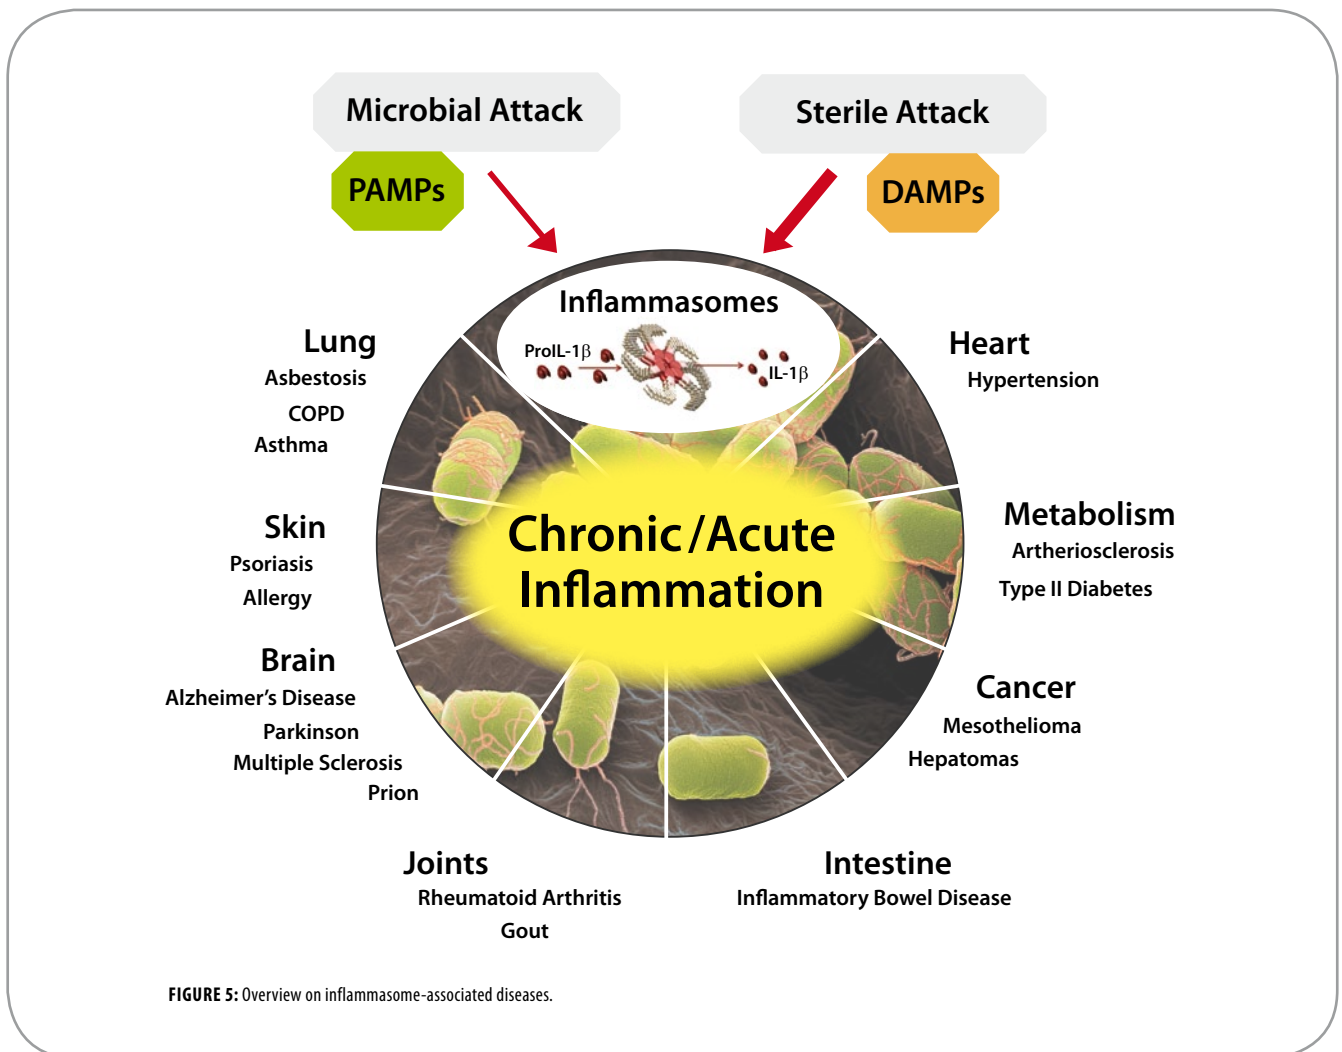 Microbial Attack
PAMPs
Sterile Attack
DAMPs
Inflammasomes
ProIL-1β
IL-1β
Chronic/Acute
Inflammation
Lung
Asbestosis
COPD
Asthma
Skin
Psoriasis
Allergy
Brain
Alzheimer's Disease
Parkinson
Multiple Sclerosis
Prion
Joints
Rheumatoid Arthritis
Gout
Heart
Hypertension
Metabolism
Artheriosclerosis
Type II Diabetes
Cancer
Mesothelioma
Hepatomas
Intestine
Inflammatory Bowel Disease
FIGURE 5: Overview on inflammasome-associated diseases.